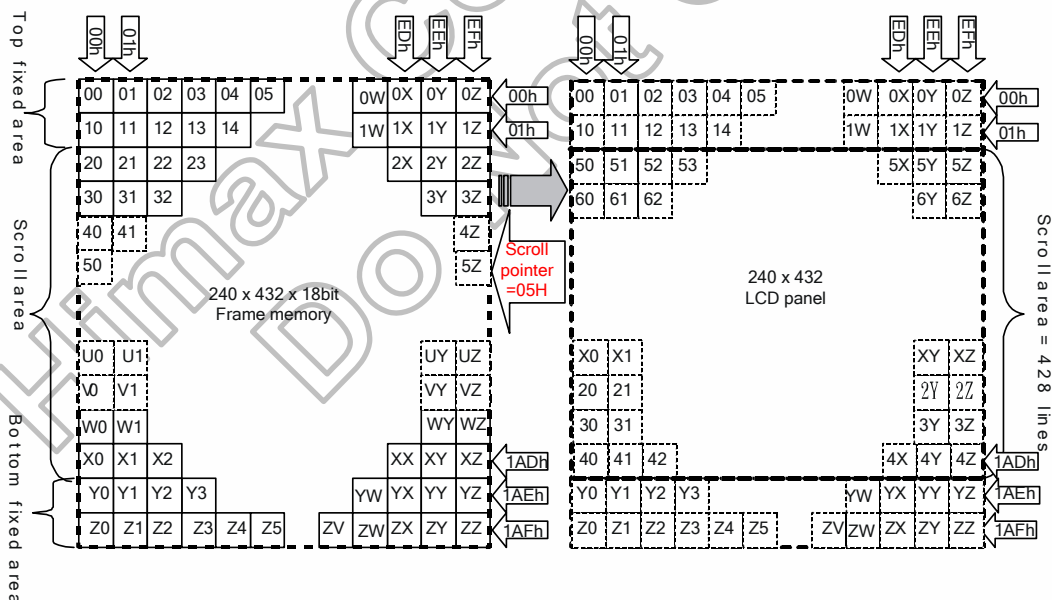 00h 01h EDh EEh EFh 00h 01h EDh EEh EFh
Top fixed area
00 01 02 03 04 05 0W 0X 0Y 0Z 00h 00 01 02 03 04 05 0W 0X 0Y 0Z 00h
10 11 12 13 14 1W 1X 1Y 1Z 01h 10 11 12 13 14 1W 1X 1Y 1Z 01h
20 21 22 23 2X 2Y 2Z 50 51 52 53 5X 5Y 5Z
30 31 32 3Y 3Z 60 61 62 6Y 6Z
40 41 4Z
50 5Z
Scroll area
Scroll
pointer
=05H
240 x 432 x 18bit
Frame memory
240 x 432
LCD panel
Scroll area = 428 lines
U0 U1 UY UZ X0 X1 XY XZ
V0 V1 VY VZ 20 21 2Y 2Z
W0 W1 WY WZ 30 31 3Y 3Z
X0 X1 X2 XX XY XZ 1ADh 40 41 42 4X 4Y 4Z 1ADh
Bottom fixed area
Y0 Y1 Y2 Y3 YW YX YY YZ 1AEh Y0 Y1 Y2 Y3 YW YX YY YZ 1AEh
Z0 Z1 Z2 Z3 Z4 Z5 ZV ZW ZX ZY ZZ 1AFh Z0 Z1 Z2 Z3 Z4 Z5 ZV ZW ZX ZY ZZ 1AFh
Himax
Do Not